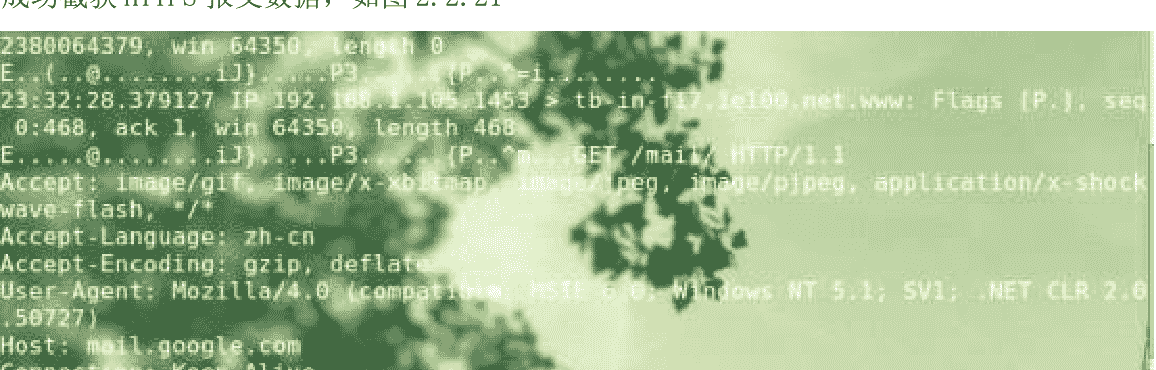 成功截获 HTTPS 报文数据，如图 2.2.21
2380064379, win 64350, length 0
E..(..@........iJ}.....P3......{P..^=i........
23:32:28.379127 IP 192.168.1.105.1453 > tb-in-f17.1e100.net.www: Flags [P.], seq
0:468, ack 1, win 64350, length 468
E.....@........iJ}.....P3......{P..^m...GET /mail/ HTTP/1.1
Accept: image/gif, image/x-xbitmap, image/jpeg, image/pjpeg, application/x-shock
wave-flash, */*
Accept-Language: zh-cn
Accept-Encoding: gzip, deflate
User-Agent: Mozilla/4.0 (compatible; MSIE 6.0; Windows NT 5.1; SV1; .NET CLR 2.0
.50727)
Host: mail.google.com
Connection: Keep-Alive